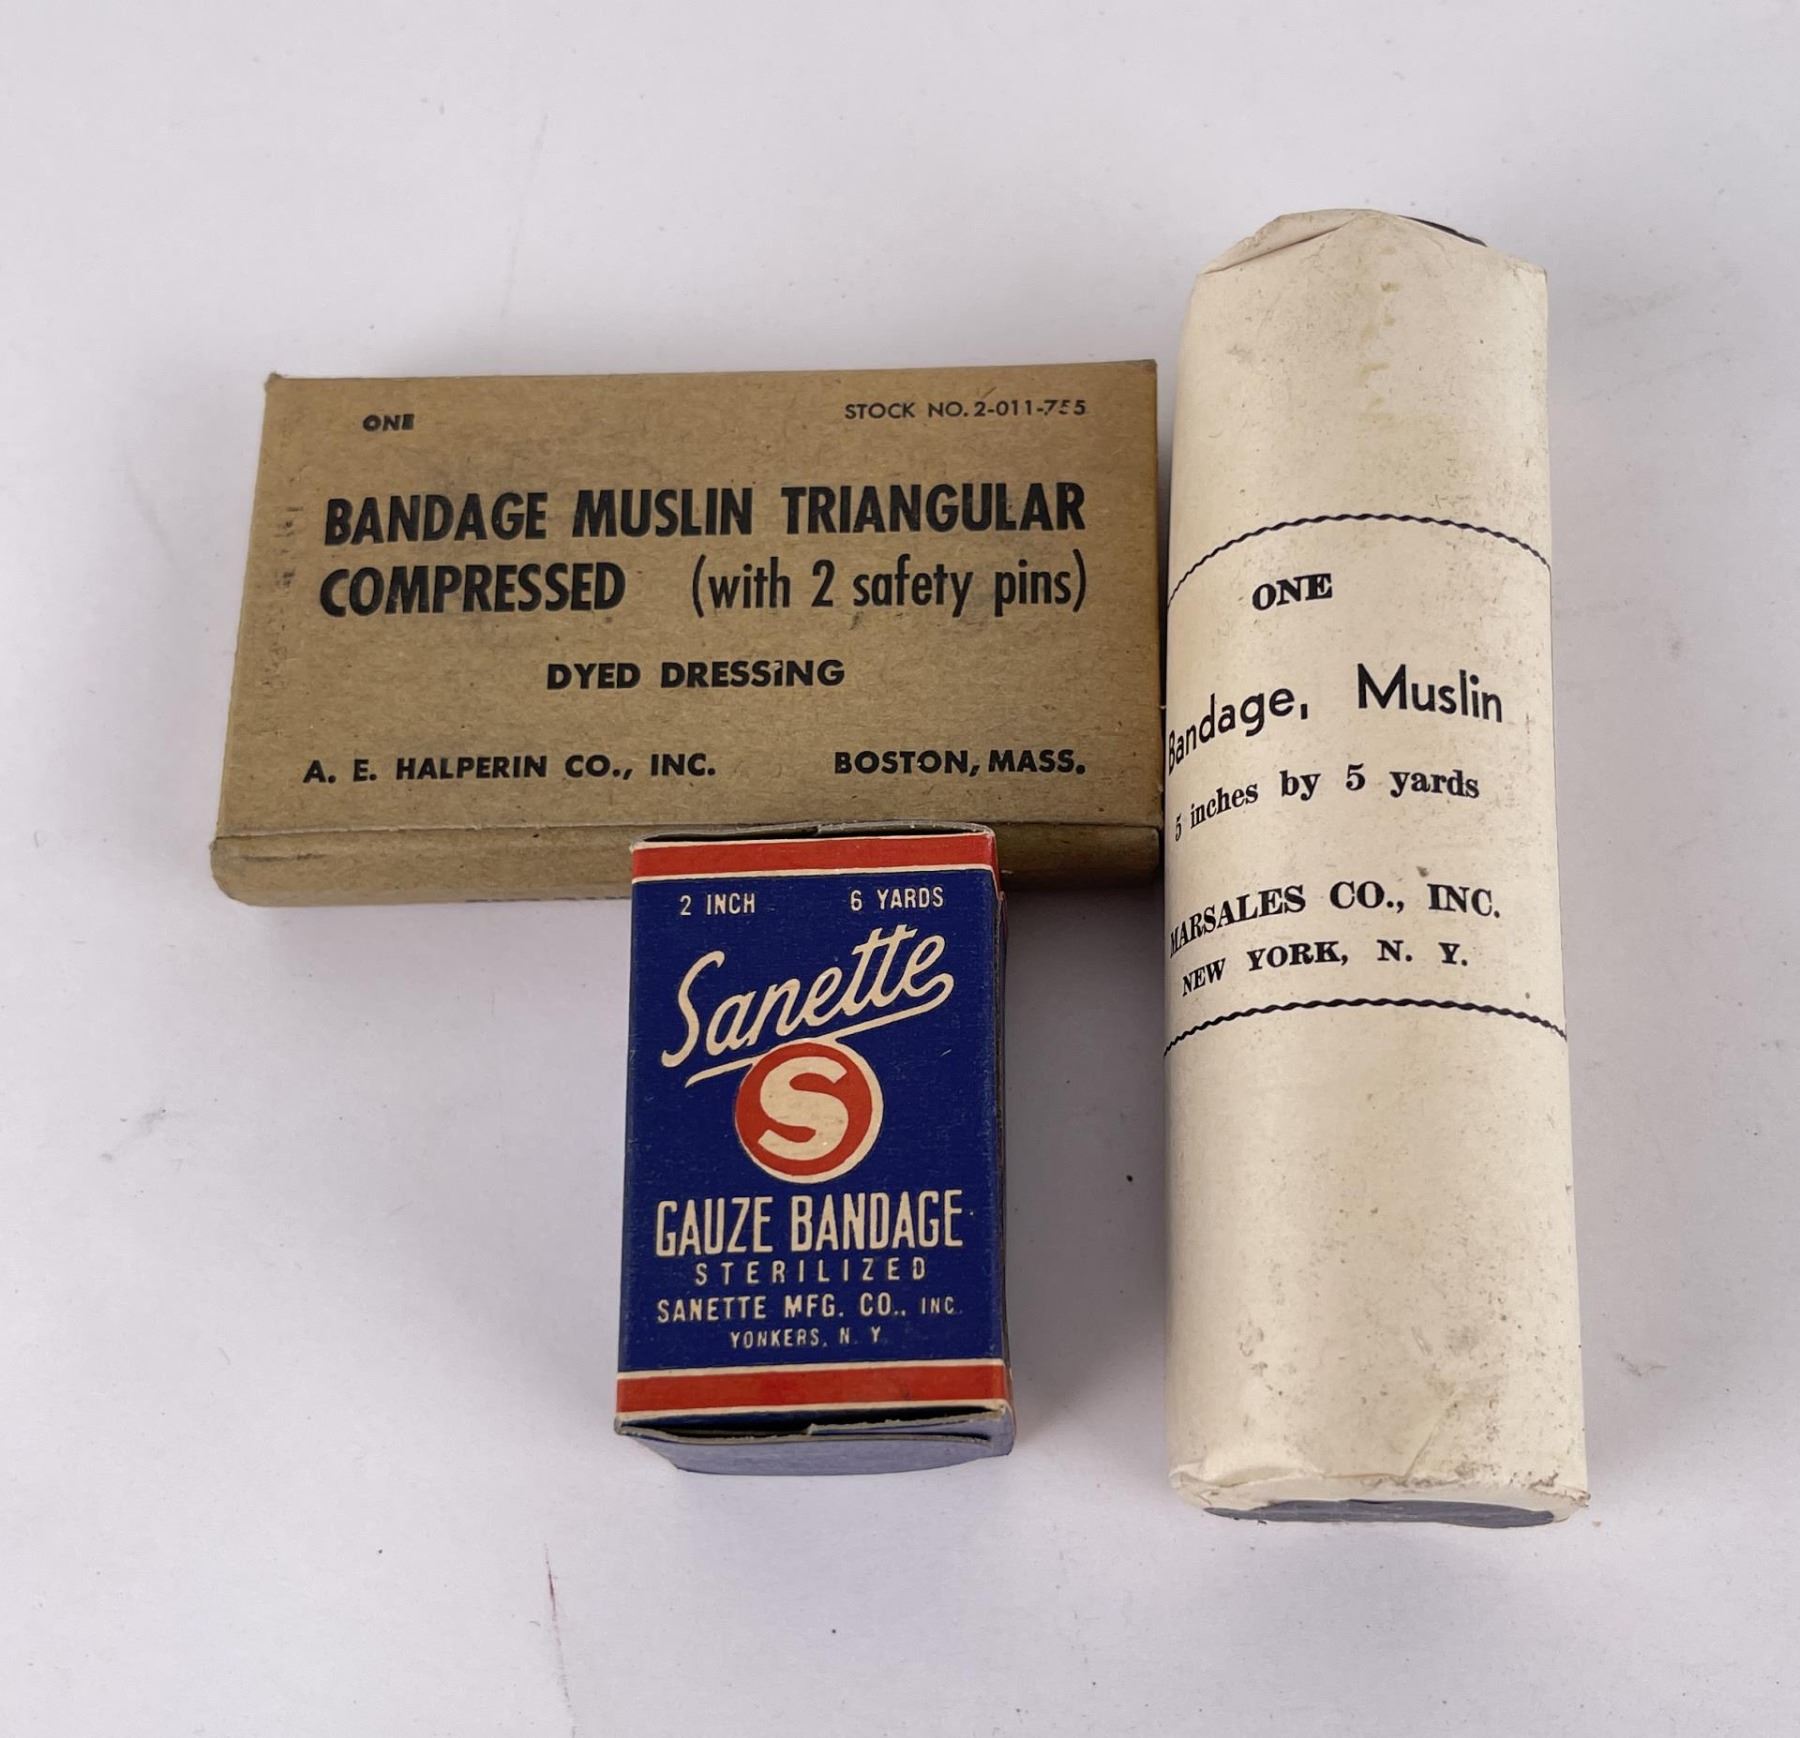 ONE
STOCK NO. 2-011-755
BANDAGE MUSLIN TRIANGULAR
COMPRESSED (with 2 safety pins)
DYED DRESSING
A. E. HALPERIN CO., INC. BOSTON, MASS.
2 INCH 6 YARDS
Sanette
S
GAUZE BANDAGE
STERILIZED
SANETTE MFG. CO., INC.
YONKERS, N. Y.
ONE
Bandage, Muslin
5 inches by 5 yards
MARSALES CO., INC.
NEW YORK, N. Y.